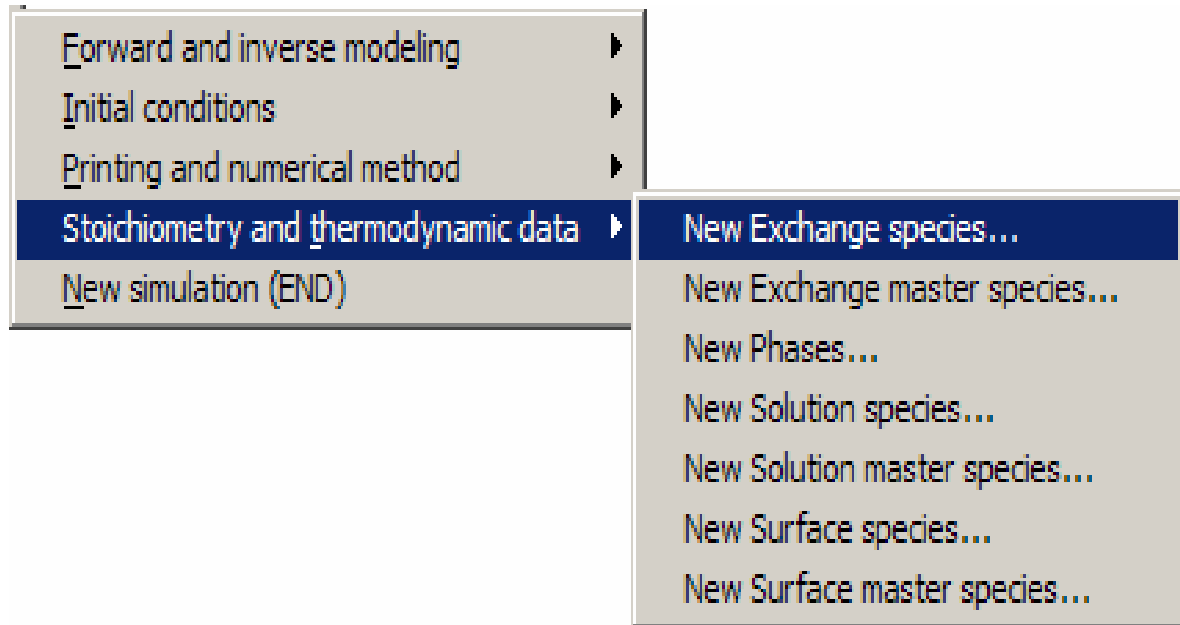 Forward and inverse modeling
Initial conditions
Printing and numerical method
Stoichiometry and thermodynamic data
New simulation (END)
New Exchange species...
New Exchange master species...
New Phases...
New Solution species...
New Solution master species...
New Surface species...
New Surface master species...